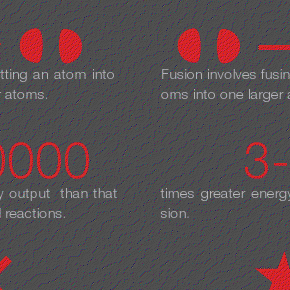 tting an atom into
atoms.
Fusion involves fusin
oms into one larger a
0000
output than that
reactions.
3-
times greater energy
sion.